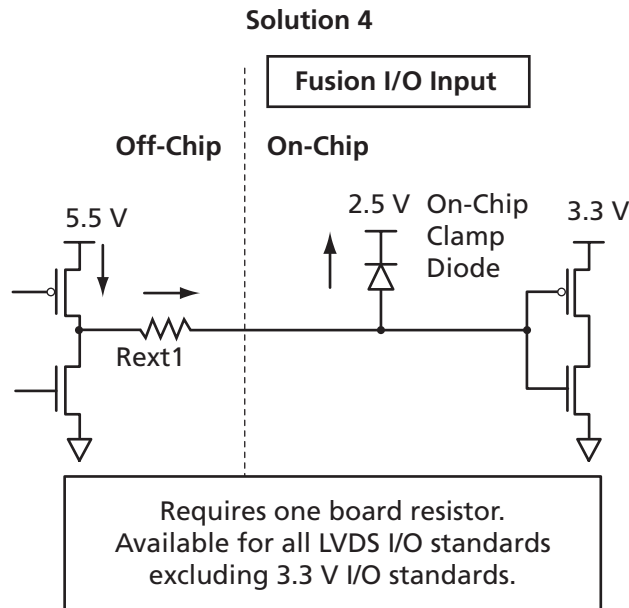 Solution 4
Fusion I/O Input
Off-Chip
On-Chip
5.5 V
2.5 V
On-Chip
Clamp
Diode
3.3 V
Rext1
Requires one board resistor.
Available for all LVDS I/O standards
excluding 3.3 V I/O standards.